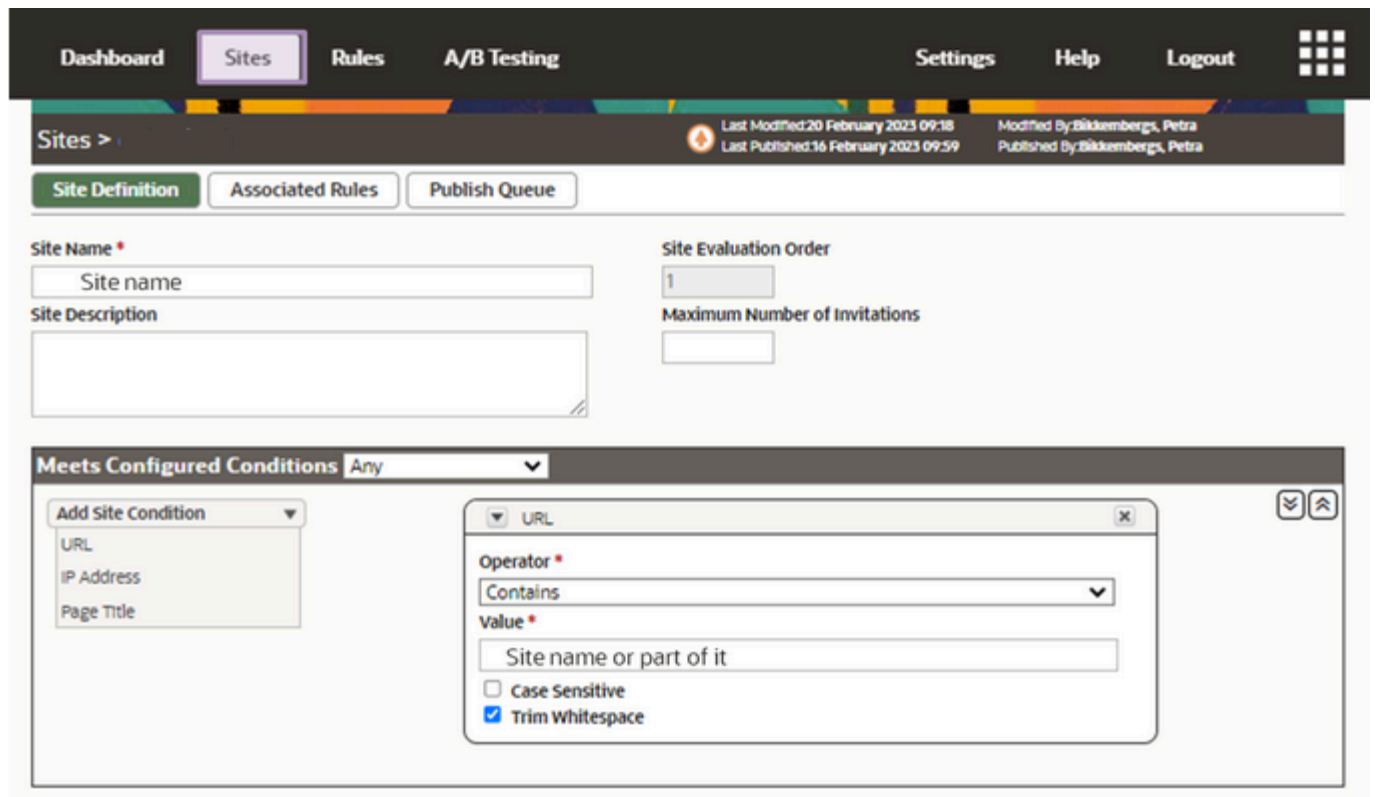 Dashboard Sites Rules A/B Testing Settings Help Logout
Sites >
Last Modified:20 February 2023 09:18 Modified By:Bikkembergs, Petra
Last Published:16 February 2023 09:59 Published By:Bikkembergs, Petra
Site Definition Associated Rules Publish Queue
Site Name * Site Evaluation Order
Site name 1
Site Description Maximum Number of Invitations
Meets Configured Conditions Any
Add Site Condition URL
URL
IP Address
Page Title
Operator *
Contains
Value *
Site name or part of it
Case Sensitive
Trim Whitespace